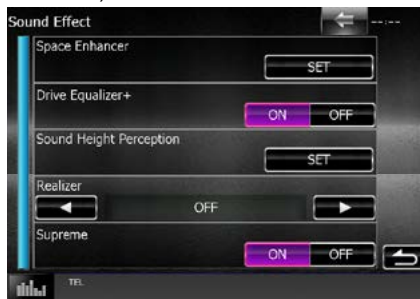 Sound Effect
--:--
Space Enhancer
SET
Drive Equalizer+
ON OFF
Sound Height Perception
SET
Realizer
OFF
Supreme
ON OFF
TEL